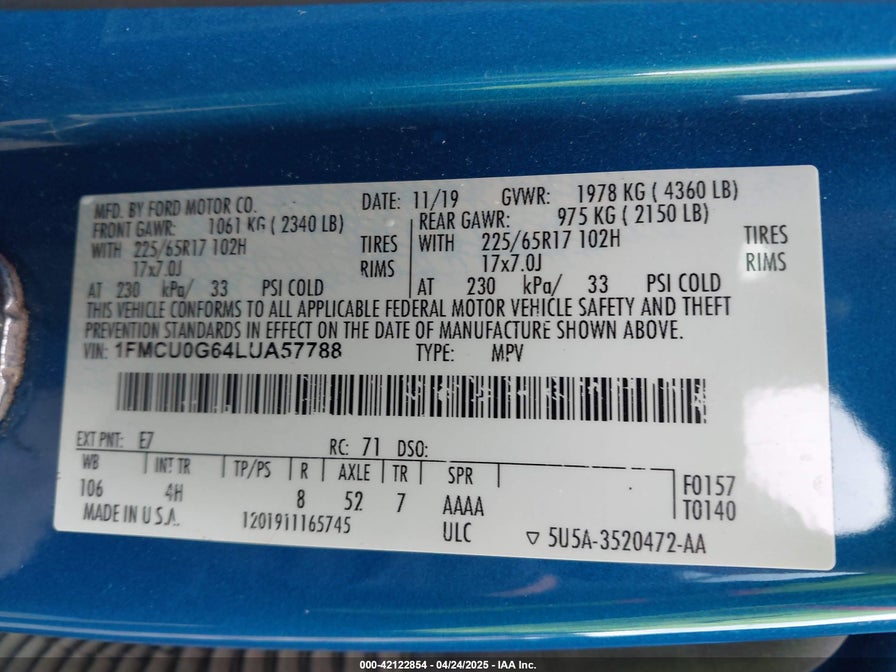 MFD. BY FORD MOTOR CO. DATE: 11/19 GVWR: 1978 KG ( 4360 LB)
FRONT GAWR: 1061 KG ( 2340 LB) REAR GAWR: 975 KG ( 2150 LB)
WITH 225/65R17 102H TIRES WITH 225/65R17 102H TIRES
17x7.0J RIMS 17x7.0J RIMS
AT 230 kPa/ 33 PSI COLD AT 230 kPa/ 33 PSI COLD
THIS VEHICLE CONFORMS TO ALL APPLICABLE FEDERAL MOTOR VEHICLE SAFETY AND THEFT
PREVENTION STANDARDS IN EFFECT ON THE DATE OF MANUFACTURE SHOWN ABOVE.
VIN: 1FMCU0G64LUA57788 TYPE: MPV
EXT PNT: E7 RC: 71 DSO:
WB INT TR TP/PS R AXLE TR SPR
106 4H 8 52 7 AAAA F0157
T0140
MADE IN U.S.A. 1201911165745 ULC ▽ 5U5A-3520472-AA
000-42122854 - 04/24/2025 - IAA Inc.